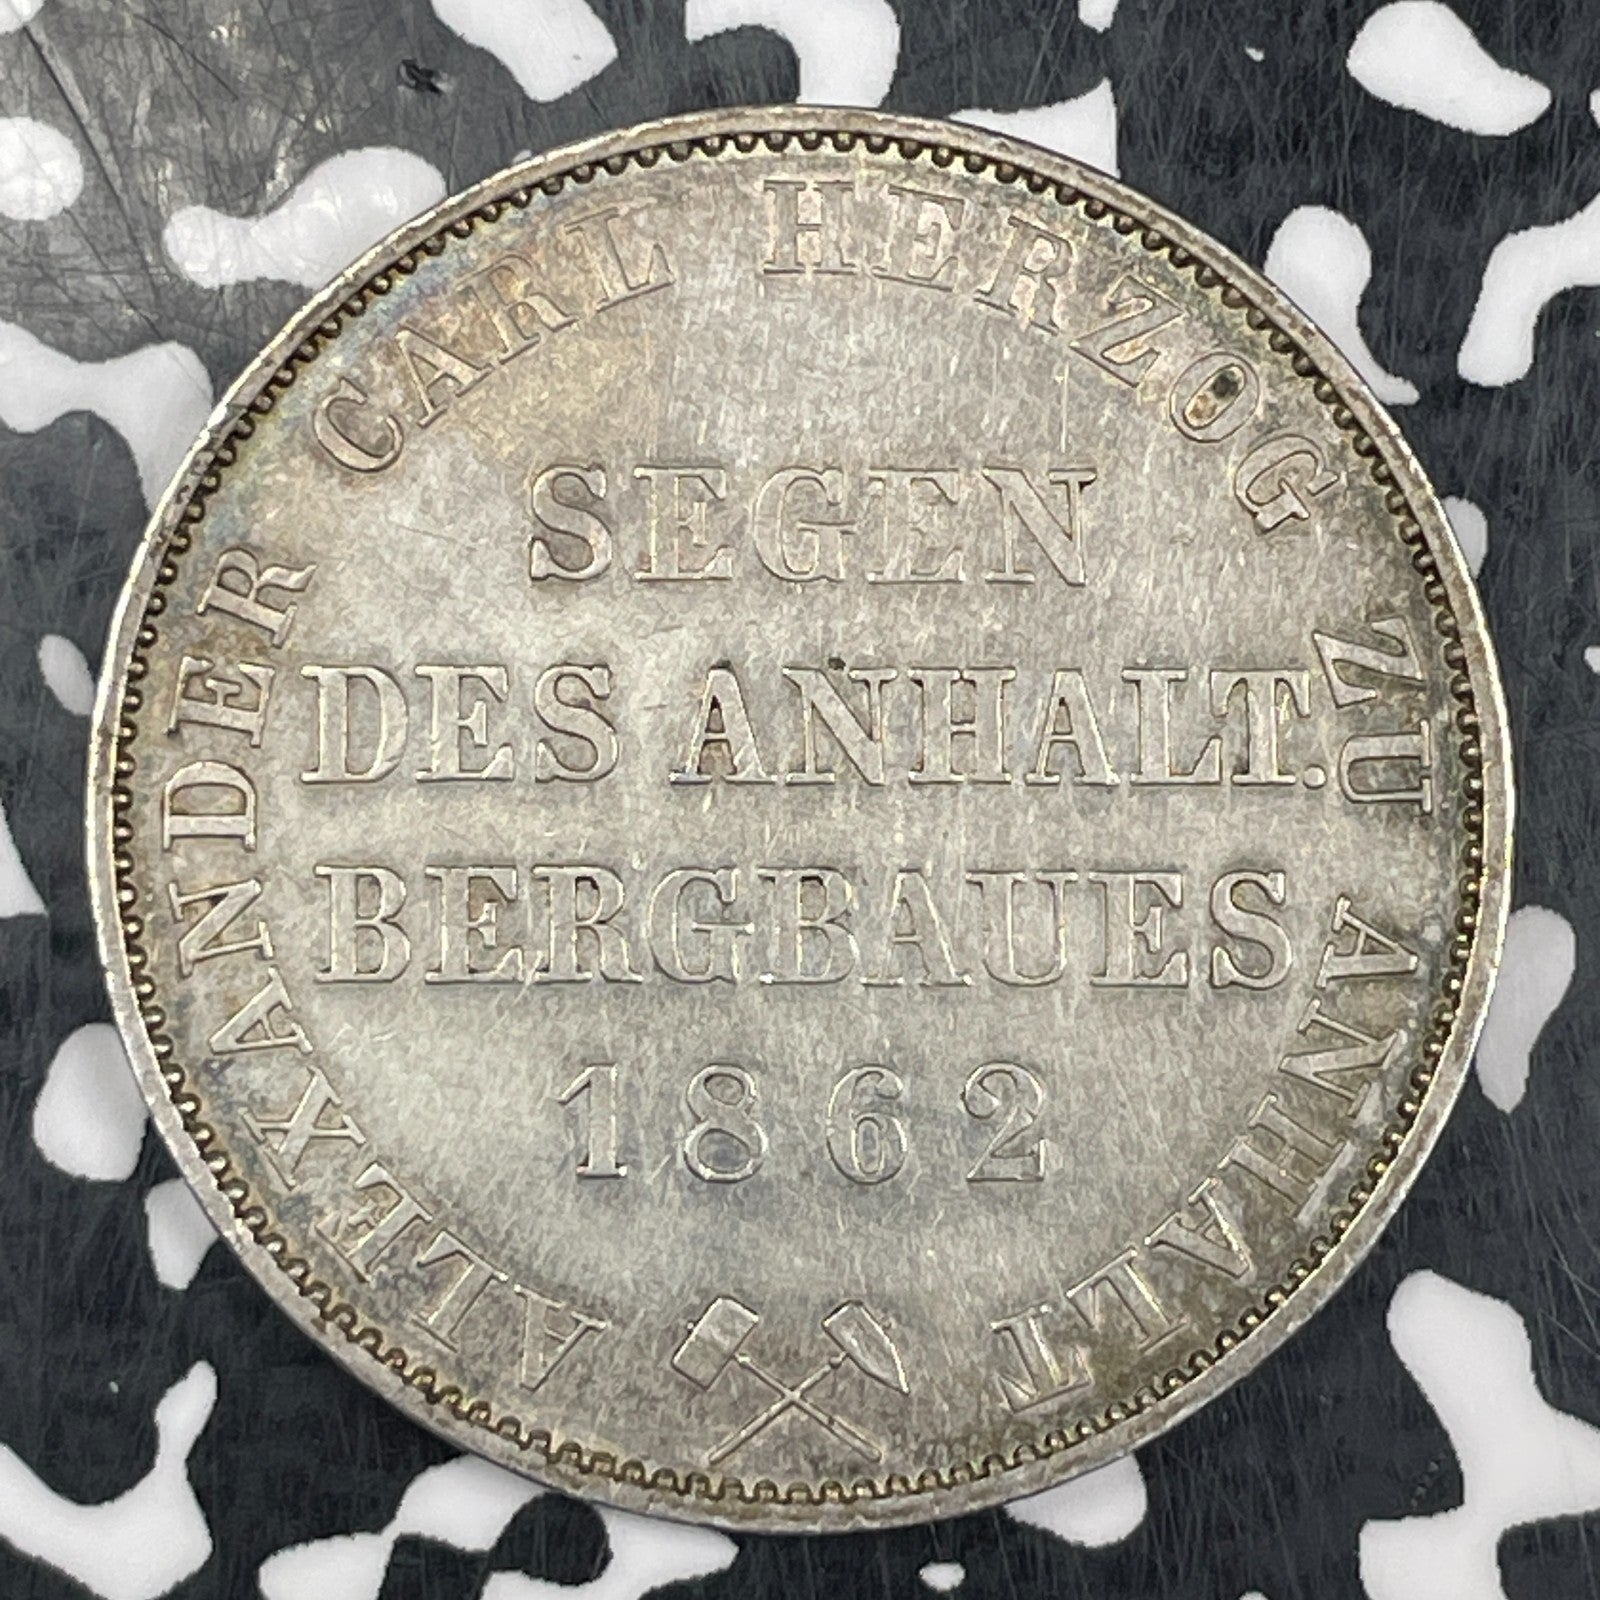 ALEXANDER CARL HERZOG ZU ANHALT
SEGEN
DES ANHALT.
BERGBAUES
1862